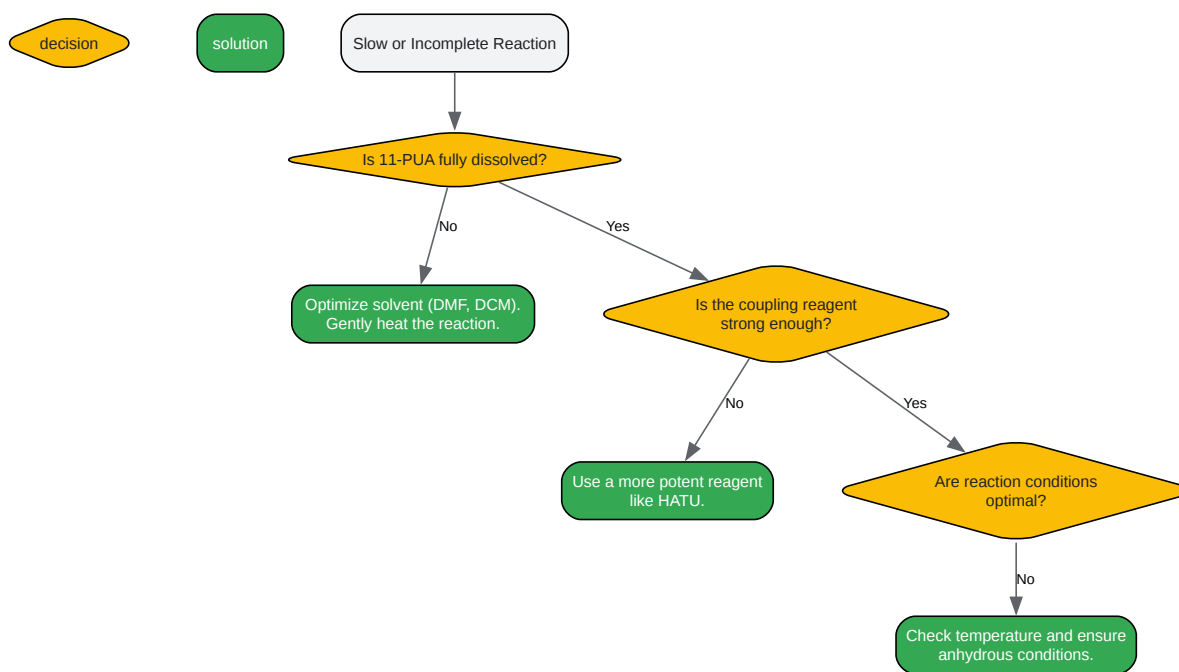 decision
solution
Slow or Incomplete Reaction
Is 11-PUA fully dissolved?
No
Yes
Optimize solvent (DMF, DCM).
Gently heat the reaction.
Is the coupling reagent
strong enough?
No
Yes
Use a more potent reagent
like HATU.
Are reaction conditions
optimal?
No
Check temperature and ensure
anhydrous conditions.